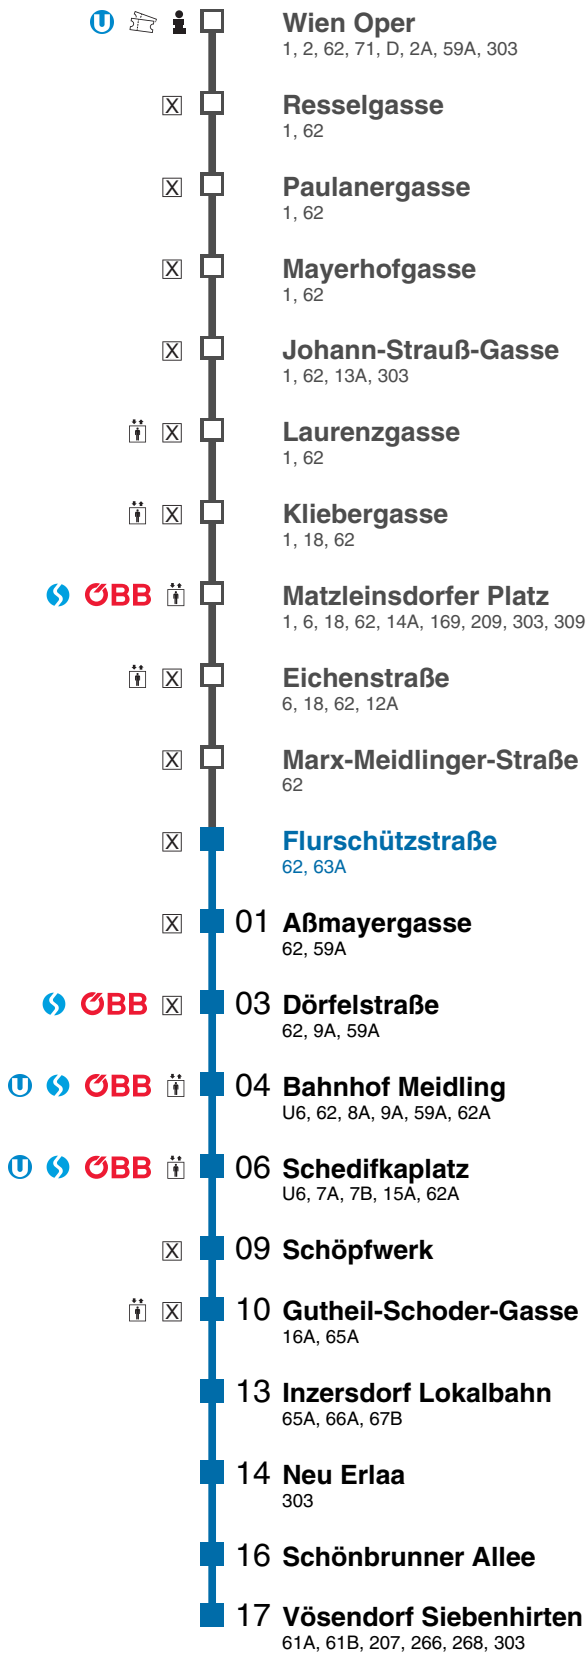 U i Wien Oper
1, 2, 62, 71, D, 2A, 59A, 303
X Resselgasse
1, 62
X Paulanergasse
1, 62
X Mayerhofgasse
1, 62
X Johann-Strauß-Gasse
1, 62, 13A, 303
X Laurenzgasse
1, 62
X Kliebergasse
1, 18, 62
ÖBB Matzleinsdorfer Platz
1, 6, 18, 62, 14A, 169, 209, 303, 309
X Eichenstraße
6, 18, 62, 12A
X Marx-Meidlinger-Straße
62
X Flurschützstraße
62, 63A
X 01 Aßmayergasse
62, 59A
ÖBB X 03 Dörfelstraße
62, 9A, 59A
U ÖBB 04 Bahnhof Meidling
U6, 62, 8A, 9A, 59A, 62A
U ÖBB 06 Schedifkaplatz
U6, 7A, 7B, 15A, 62A
X 09 Schöpfwerk
X 10 Gutheil-Schoder-Gasse
16A, 65A
13 Inzersdorf Lokalbahn
65A, 66A, 67B
14 Neu Erlaa
303
16 Schönbrunner Allee
17 Vösendorf Siebenhirten
61A, 61B, 207, 266, 268, 303